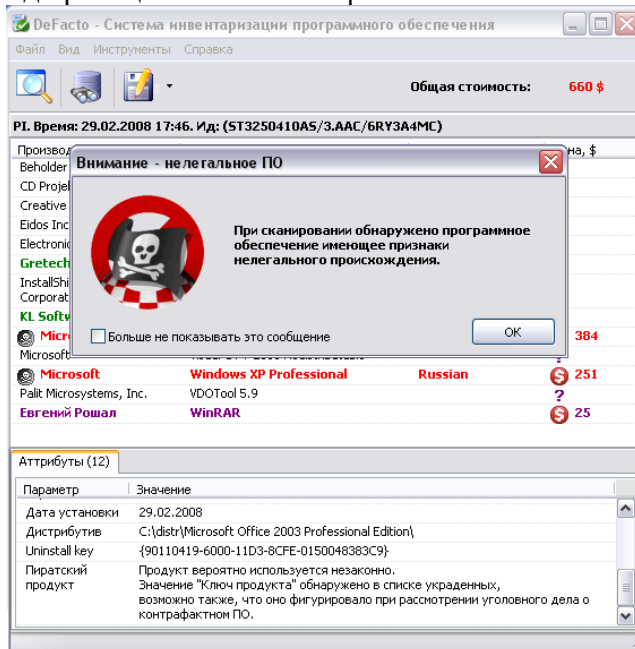 DeFacto - Система инвентаризации программного обеспечения
Файл Вид Инструменты Справка
Общая стоимость: 660 $
PI. Время: 29.02.2008 17:46. Ид: (ST3250410AS/3.AAC/6RY3A4MC)
Производ на, $
Внимание - нелегальное ПО
Beholder
CD Projek
Creative
Eidos Inc
Electronic
Gretech
InstallShi
Corporat
KL Softw
При сканировании обнаружено программное
обеспечение имеющее признаки
нелегального происхождения.
Больше не показывать это сообщение
OK
Micr 384
Microsoft ?
Microsoft Windows XP Professional Russian 251
Palit Microsystems, Inc. VDOTool 5.9 ?
Евгений Рошал WinRAR 25
Аттрибуты (12)
Параметр Значение
Дата установки 29.02.2008
Дистрибутив C:\distr\Microsoft Office 2003 Professional Edition\
Uninstall key {90110419-6000-11D3-8CFE-0150048383C9}
Пиратский Продукт вероятно используется незаконно.
продукт Значение "Ключ продукта" обнаружено в списке украденных,
возможно также, что оно фигурировало при рассмотрении уголовного дела о
контрафактном ПО.